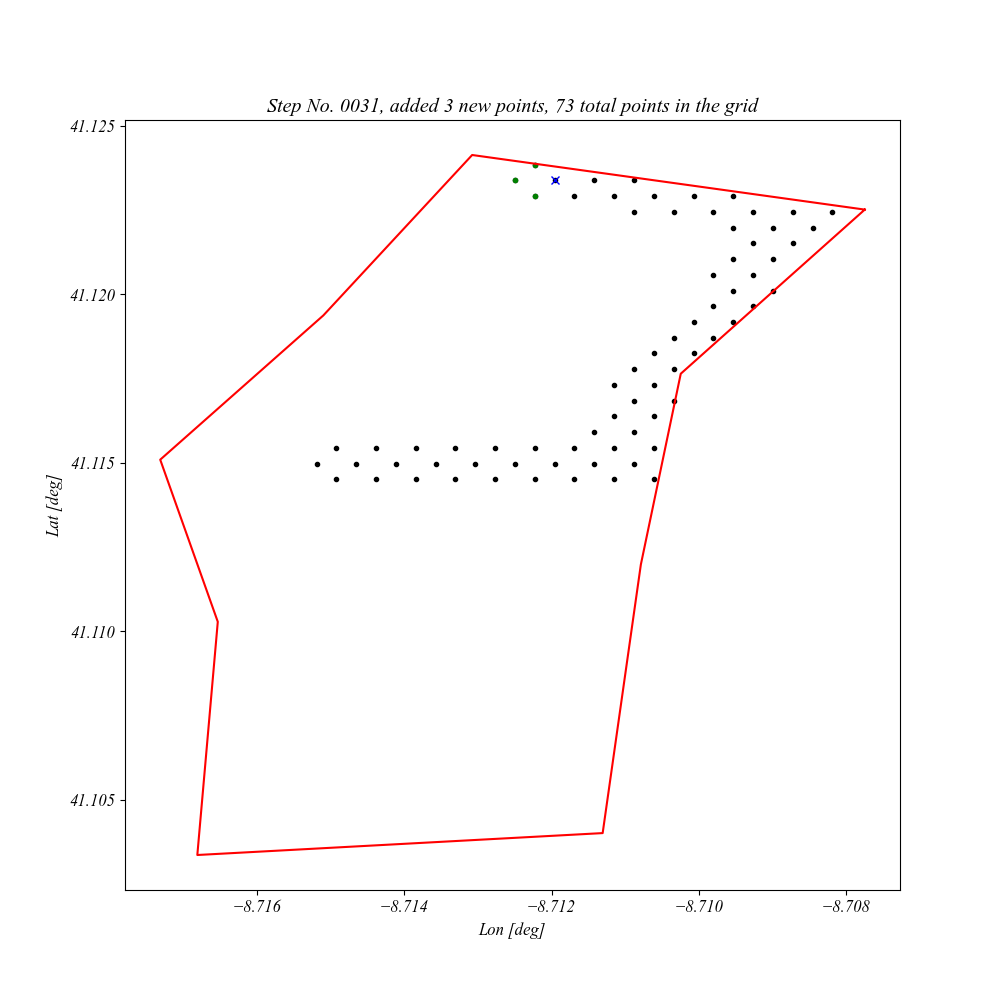 Step No. 0031, added 3 new points, 73 total points in the grid
41.125
41.120
41.115
41.110
41.105
Lat [deg]
−8.716 −8.714 −8.712 −8.710 −8.708
Lon [deg]